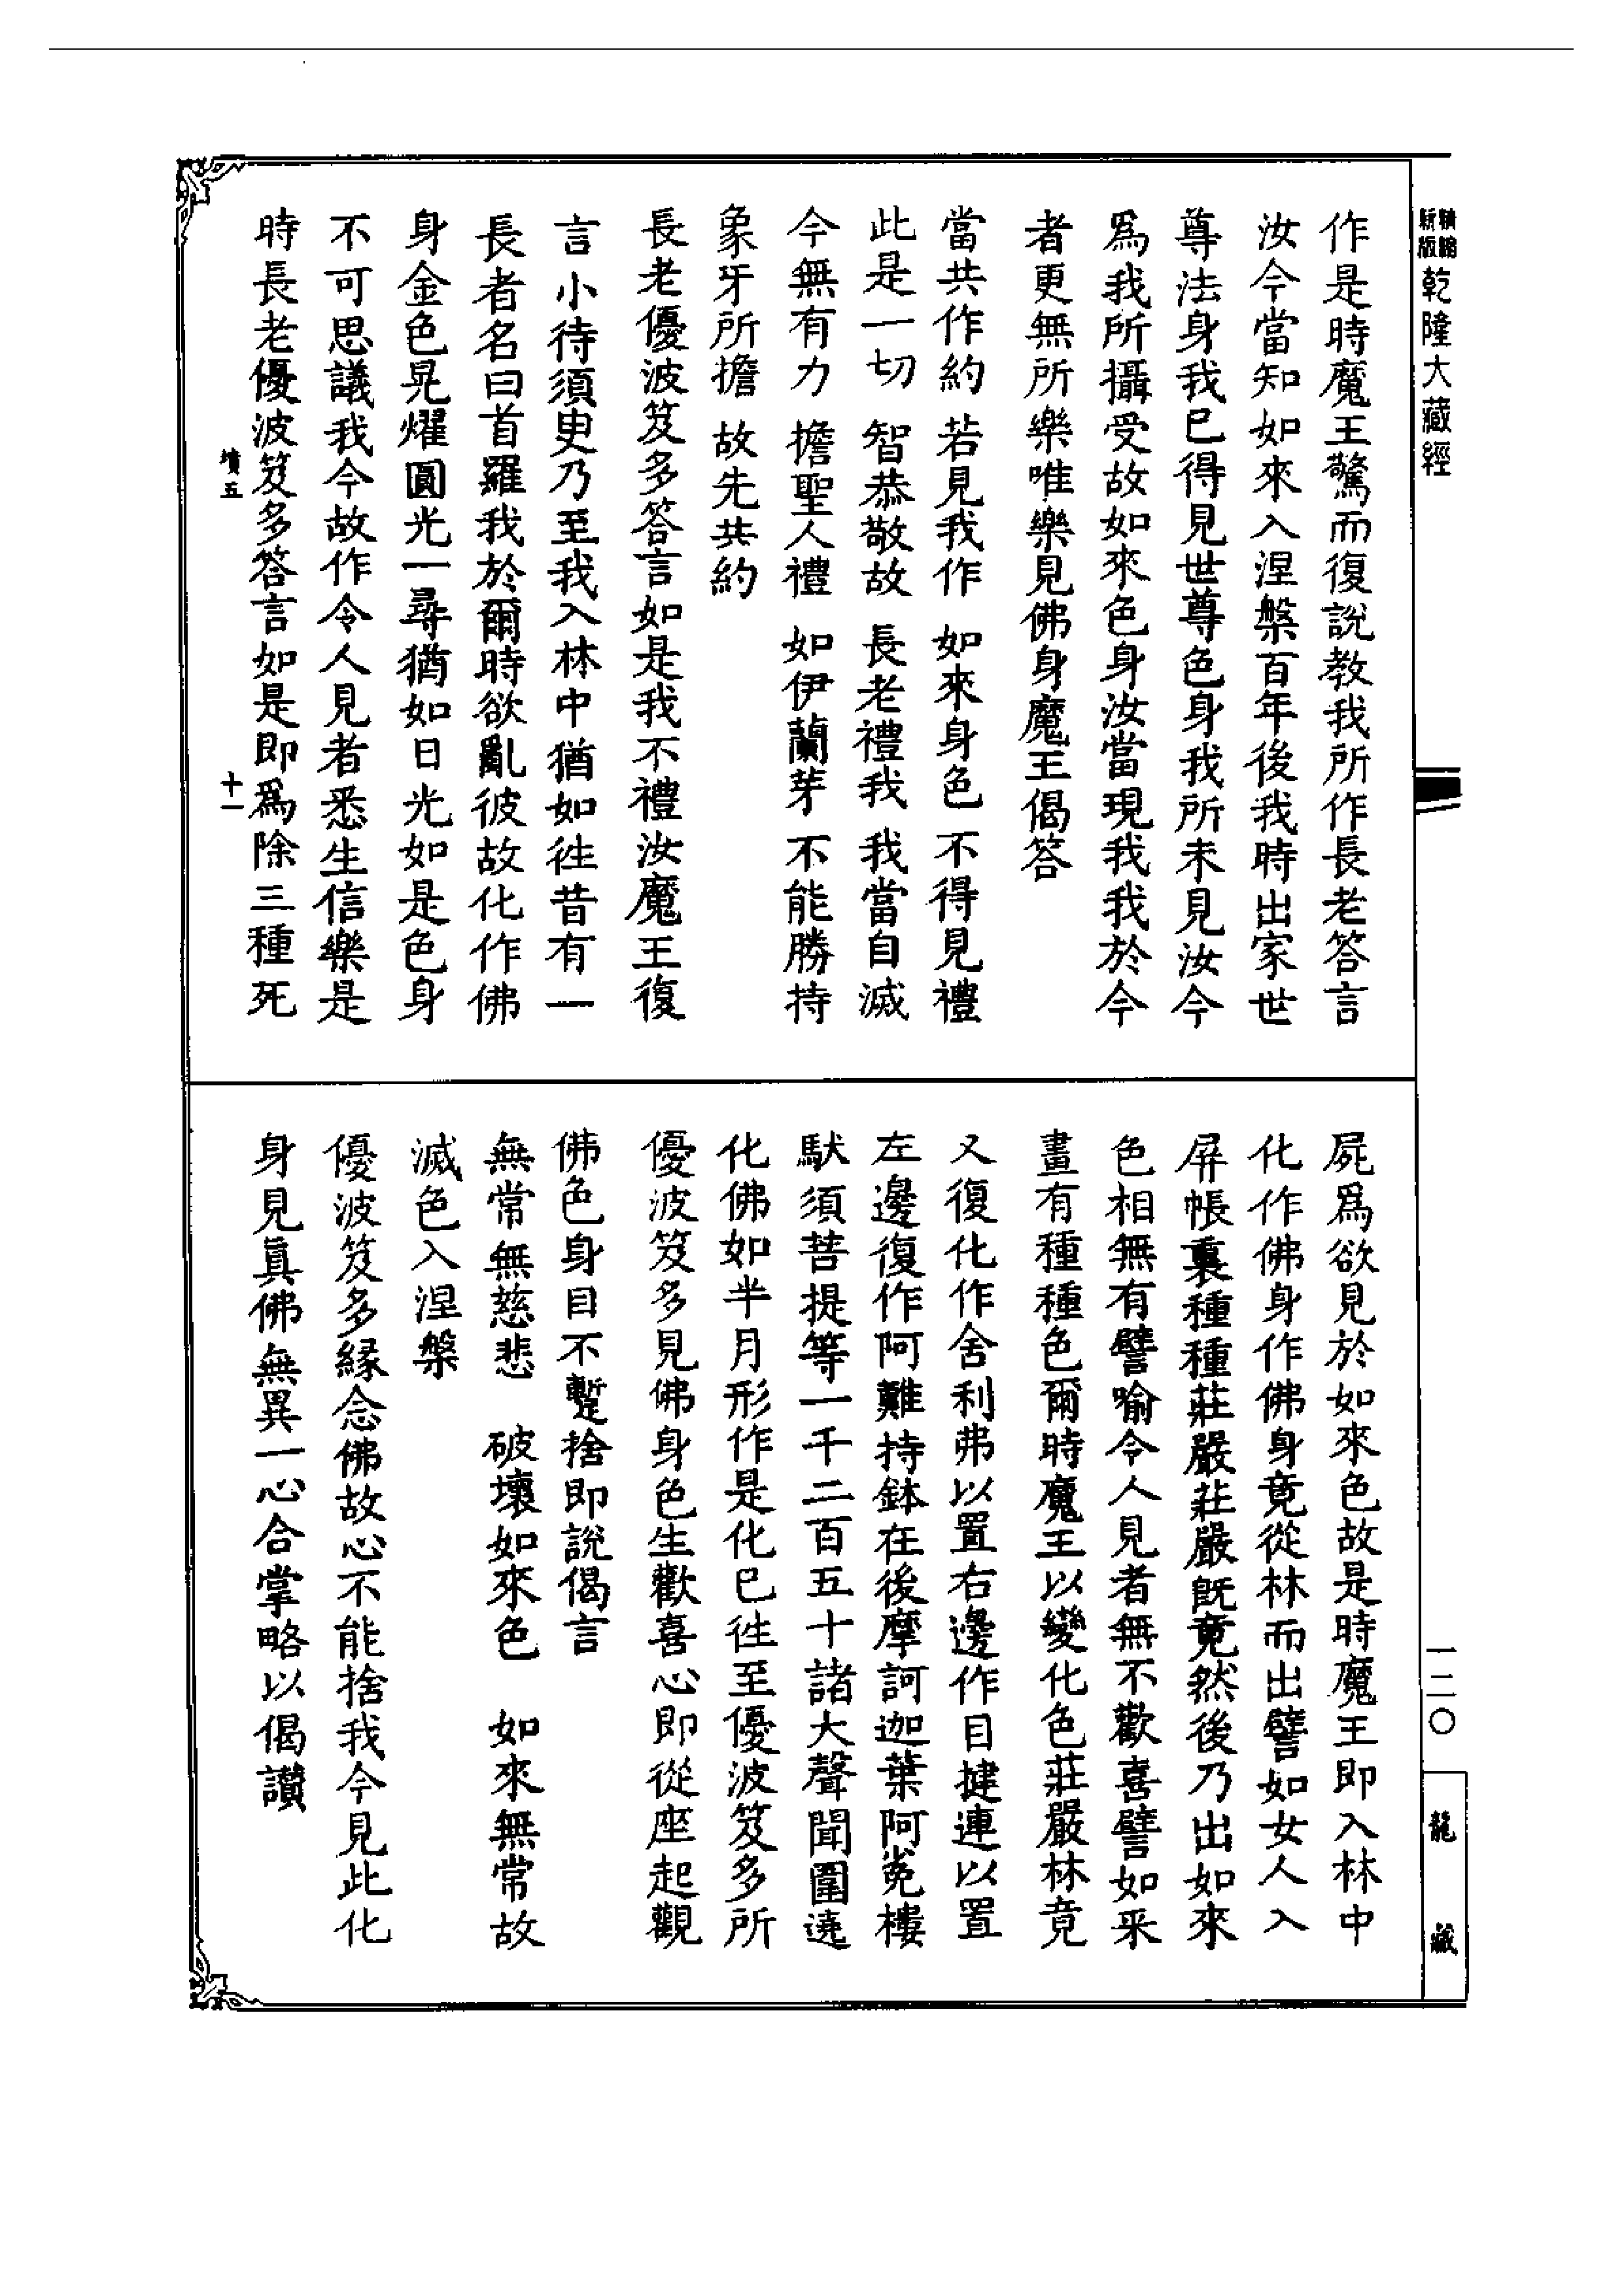 精縮新版乾隆大藏經
作是時魔王驚而復說教我所作長老答言
汝今當知如來入涅槃百年後我時出家世
尊法身我已得見世尊色身我所未見汝今
爲我所攝受故如來色身汝當現我我於今
者更無所樂唯樂見佛身魔王偈答
當共作約 若見我作 如來身色 不得見禮
此是一切 智恭敬故 長老禮我 我當自滅
今無有力 擔聖人禮 如伊蘭芽 不能勝持
象牙所擔 故先共約
長老優波笈多答言如是我不禮汝魔王復
言小待須臾乃至我入林中猶如往昔有一
長者名曰首羅我於爾時欲亂彼故化作佛
身金色晃燿圓光一尋猶如日光如是色身
不可思議我今故作令人見者悉生信樂是
時長老優波笈多答言如是即爲除三種死
墳五 十一
屍爲欲見於如來色故是時魔王即入林中
化作佛身作佛身竟從林而出譬如女人入
屏帳裏種種莊嚴莊嚴旣竟然後乃出如來
色相無有譬喻令人見者無不歡喜譬如采
畫有種種色爾時魔王以變化色莊嚴林竟
又復化作舍利弗以置右邊作目揵連以置
左邊復作阿難持鉢在後摩訶迦葉阿㝹樓
馱須菩提等一千二百五十諸大聲聞圍遶
化佛如半月形作是化已往至優波笈多所
優波笈多見佛身色生歡喜心即從座起觀
佛色身目不蹔捨即說偈言
無常無慈悲 破壞如來色 如來無常故
滅色入涅槃
優波笈多緣念佛故心不能捨我今見此化
身見眞佛無異一心合掌略以偈讚
一二〇
龍藏